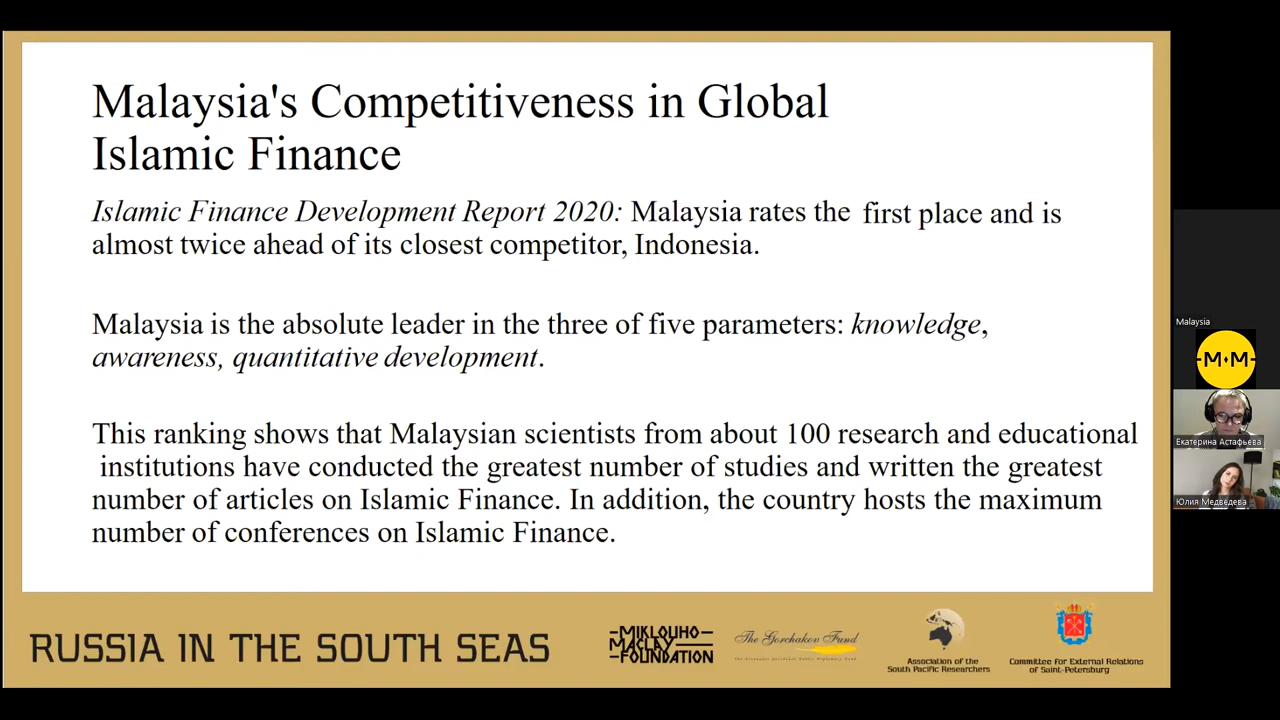 Malaysia's Competitiveness in Global
Islamic Finance
Islamic Finance Development Report 2020: Malaysia rates the first place and is
almost twice ahead of its closest competitor, Indonesia.
Malaysia is the absolute leader in the three of five parameters: knowledge,
awareness, quantitative development.
This ranking shows that Malaysian scientists from about 100 research and educational
institutions have conducted the greatest number of studies and written the greatest
number of articles on Islamic Finance. In addition, the country hosts the maximum
number of conferences on Islamic Finance.
Malaysia
M M
Екатерина Астафьева
Юлия Медведева
RUSSIA IN THE SOUTH SEAS
MIKLOUHO
MACLAY
FOUNDATION
The Gorchakov Fund
Association of the
South Pacific Researchers
Committee for External Relations
of Saint-Petersburg